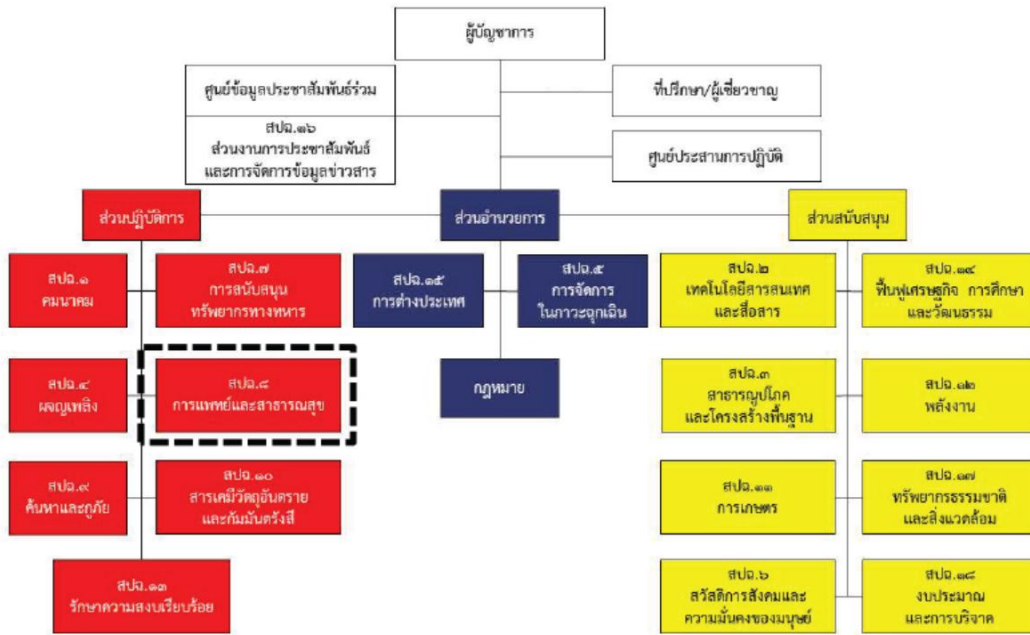 ผู้บัญชาการ
ศูนย์ข้อมูลประชาสัมพันธ์ร่วม
ที่ปรึกษา/ผู้เชี่ยวชาญ
สปฉ.๑๖
ส่วนงานการประชาสัมพันธ์
และการจัดการข้อมูลข่าวสาร
ศูนย์ประสานการปฏิบัติ
ส่วนปฏิบัติการ
ส่วนอำนวยการ
ส่วนสนับสนุน
สปฉ.๑
คมนาคม
สปฉ.๗
การสนับสนุน
ทรัพยากรทางทหาร
สปฉ.๑๕
การต่างประเทศ
สปฉ.๕
การจัดการ
ในภาวะฉุกเฉิน
สปฉ.๒
เทคโนโลยีสารสนเทศ
และสื่อสาร
สปฉ.๑๔
ฟื้นฟูเศรษฐกิจ การศึกษา
และวัฒนธรรม
สปฉ.๔
ผจญเพลิง
สปฉ.๘
การแพทย์และสาธารณสุข
กฎหมาย
สปฉ.๓
สาธารณูปโภค
และโครงสร้างพื้นฐาน
สปฉ.๑๒
พลังงาน
สปฉ.๙
ค้นหาและกู้ภัย
สปฉ.๑๐
สารเคมีวัตถุอันตราย
และกัมมันตรังสี
สปฉ.๑๑
การเกษตร
สปฉ.๑๗
ทรัพยากรธรรมชาติ
และสิ่งแวดล้อม
สปฉ.๑๓
รักษาความสงบเรียบร้อย
สปฉ.๖
สวัสดิการสังคมและ
ความมั่นคงของมนุษย์
สปฉ.๑๘
งบประมาณ
และการบริจาค